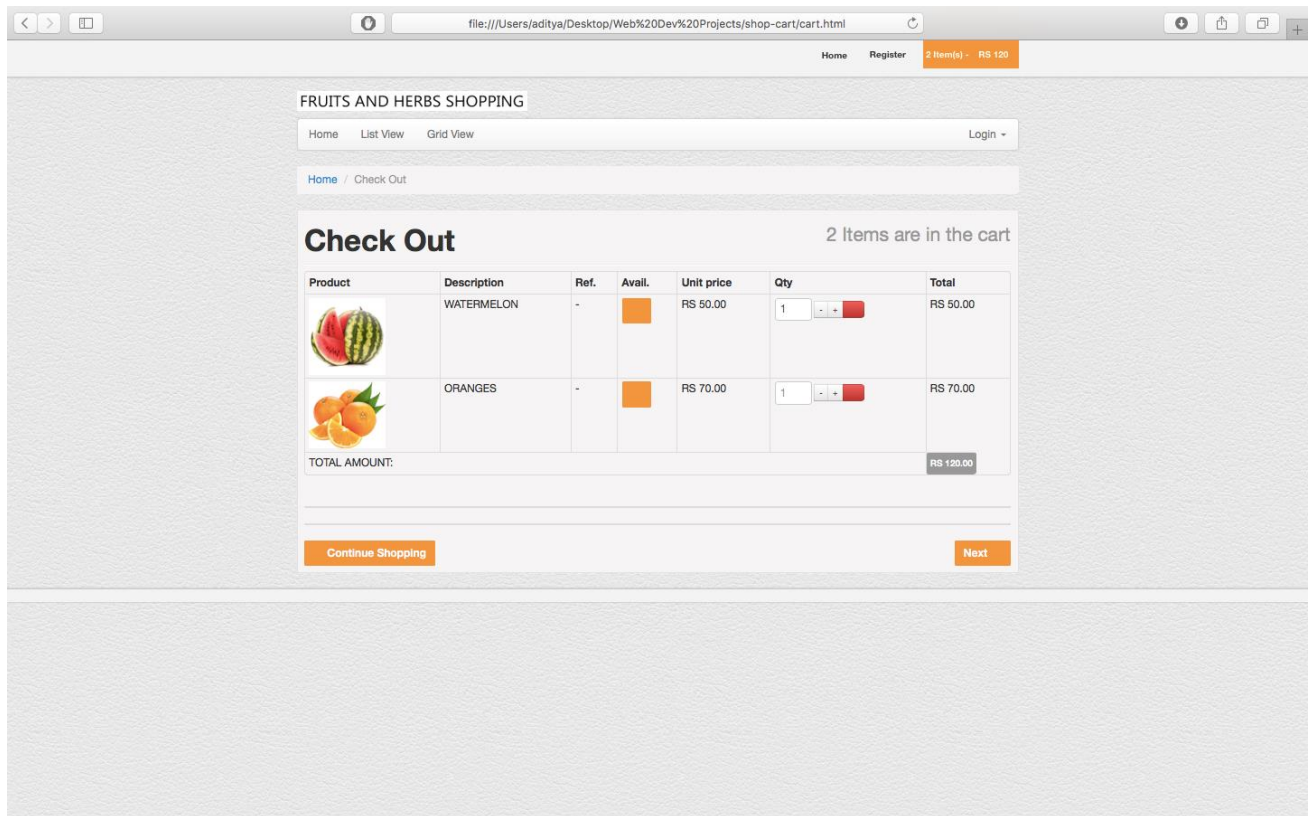 file:///Users/aditya/Desktop/Web%20Dev%20Projects/shop-cart/cart.html
Home Register 2 Item(s) - RS 120
FRUITS AND HERBS SHOPPING
Home List View Grid View Login
Home / Check Out
Check Out 2 Items are in the cart
Product Description Ref. Avail. Unit price Qty Total
WATERMELON - RS 50.00 1 - + RS 50.00
ORANGES - RS 70.00 1 - + RS 70.00
TOTAL AMOUNT: RS 120.00
Continue Shopping Next